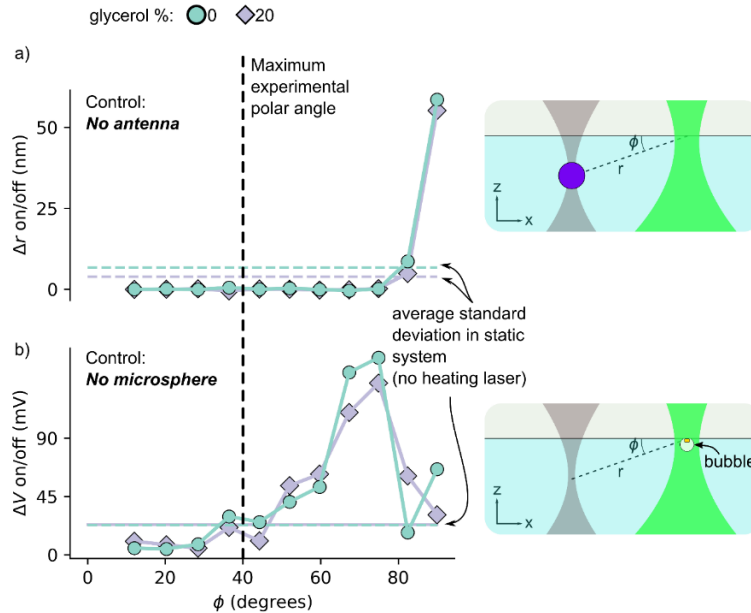 glycerol %: 0 20
a)
Control:
No antenna
Maximum
experimental
polar angle
Δr on/off (nm)
50
25
0
ϕ
r
z
x
average standard
deviation in static
system
(no heating laser)
b)
Control:
No microsphere
ΔV on/off (mV)
90
45
0
0 20 40 60 80
ϕ (degrees)
ϕ
r
bubble
z
x